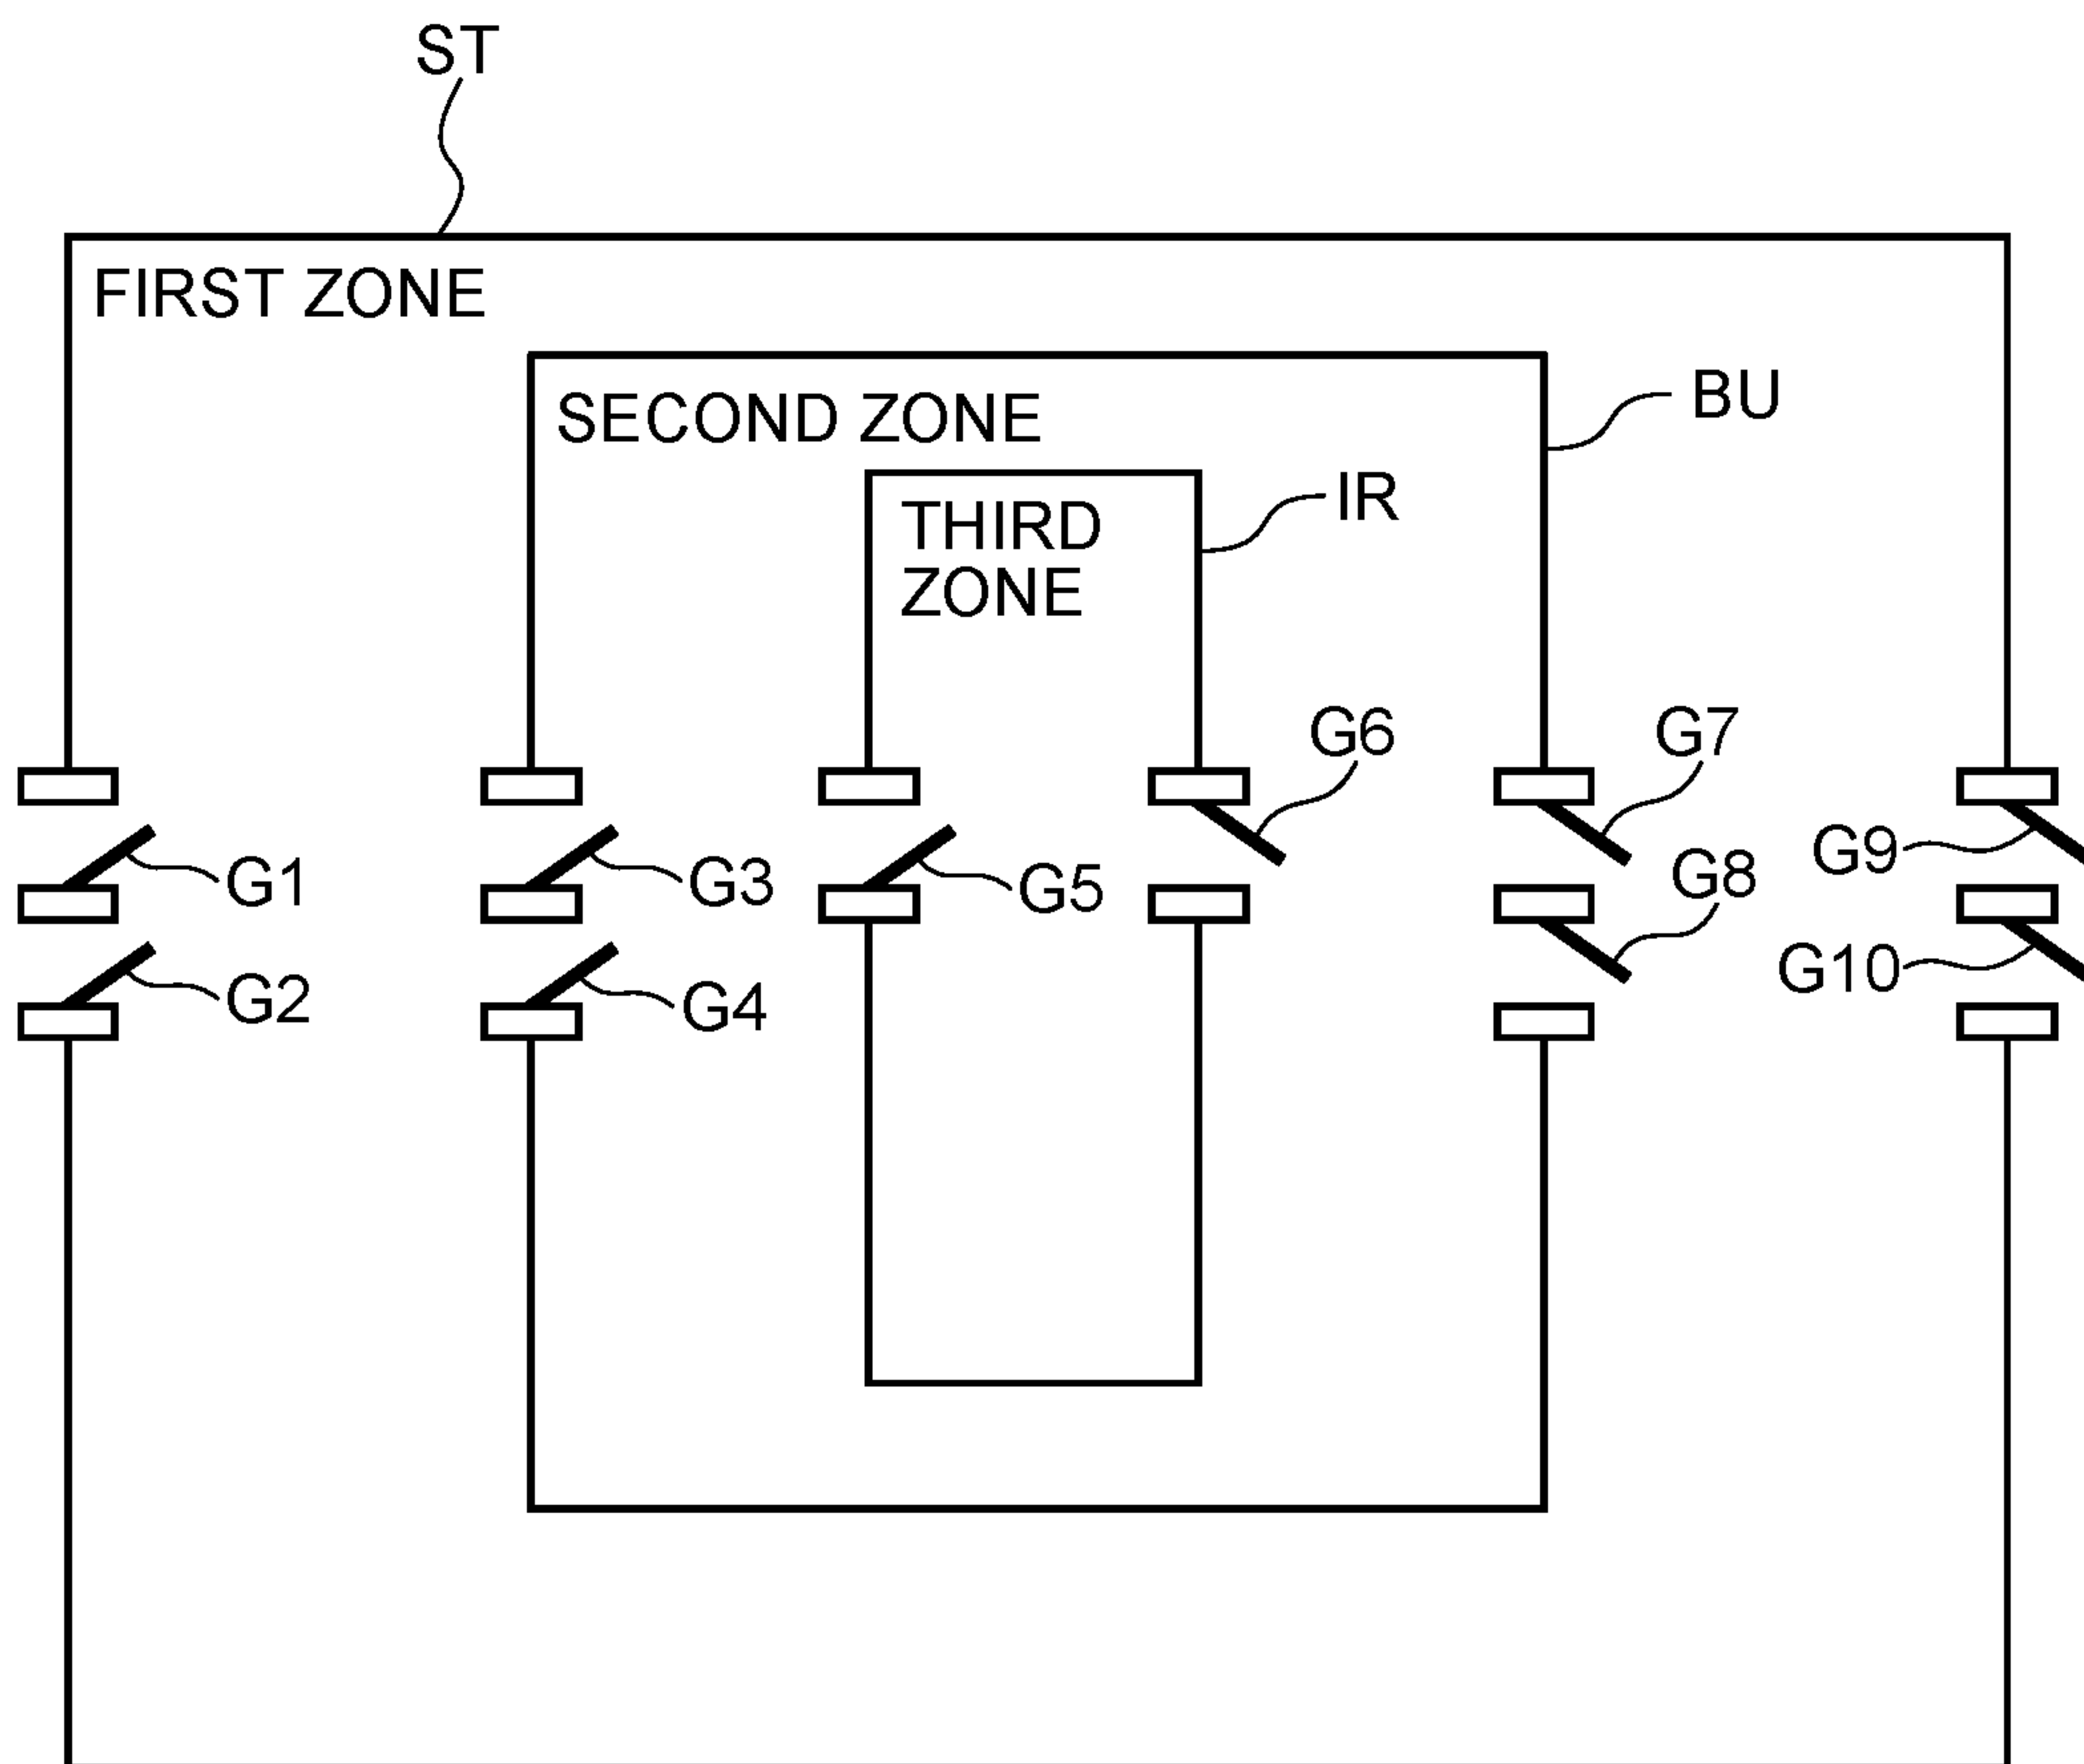 ST
FIRST ZONE
BU
SECOND ZONE
IR
THIRD
ZONE
G6
G7
G9
G8
G1
G3
G5
G10
G2
G4